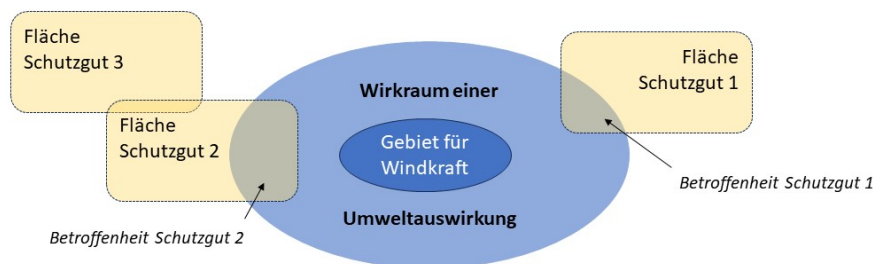 Fläche
Schutzgut 3
Fläche
Schutzgut 2
Wirkraum einer
Gebiet für
Windkraft
Umweltauswirkung
Fläche
Schutzgut 1
Betroffenheit Schutzgut 1
Betroffenheit Schutzgut 2